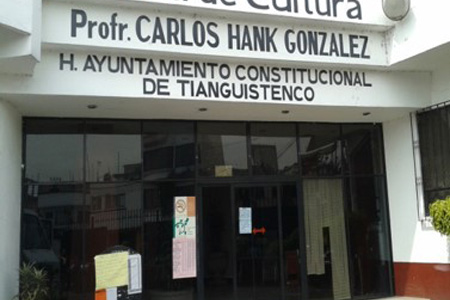 de Cultura
Profr. CARLOS HANK GONZALEZ
H. AYUNTAMIENTO CONSTITUCIONAL
DE TIANGUISTENCO